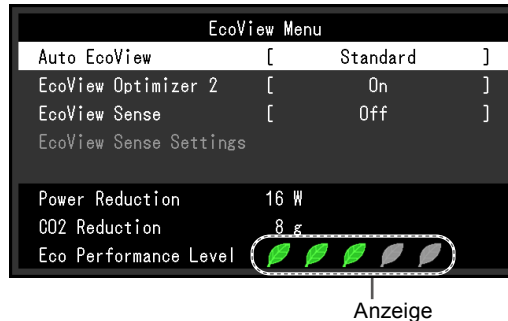 EcoView Menu
Auto EcoView [ Standard ]
EcoView Optimizer 2 [ On ]
EcoView Sense [ Off ]
EcoView Sense Settings
Power Reduction 16 W
CO2 Reduction 8 g
Eco Performance Level
Anzeige